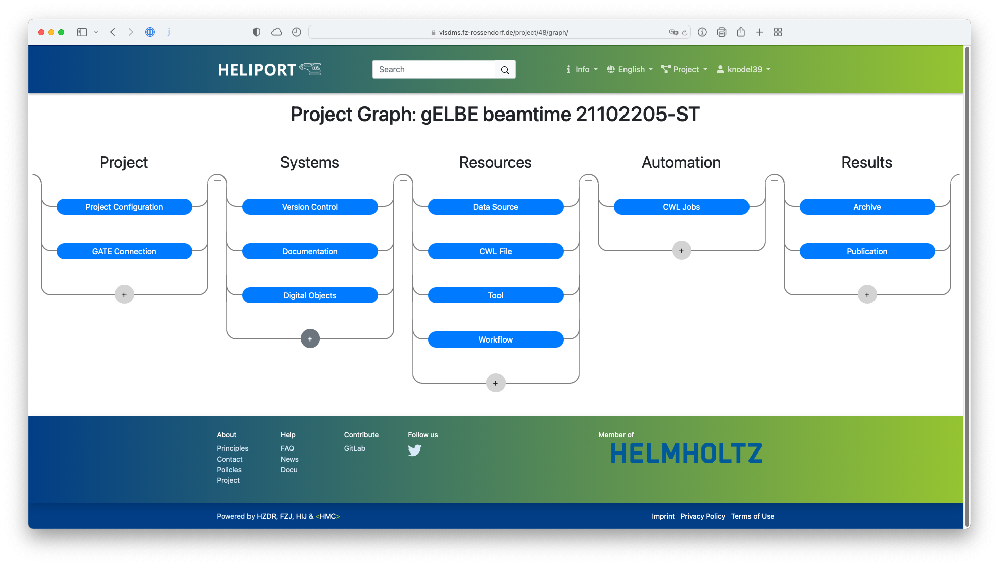 vlsdms.fz-rossendorf.de/project/48/graph/
HELIPORT
Search
Info
English
Project
knodel39
Project Graph: gELBE beamtime 21102205-ST
Project
Systems
Resources
Automation
Results
Project Configuration
Version Control
Data Source
CWL Jobs
Archive
GATE Connection
Documentation
CWL File
+
Publication
+
Digital Objects
Tool
+
+
Workflow
+
About
Help
Contribute
Follow us
Member of
Principles
FAQ
GitLab
HELMHOLTZ
Contact
News
Policies
Docu
Project
Powered by HZDR, FZJ, HIJ & <HMC>
Imprint Privacy Policy Terms of Use